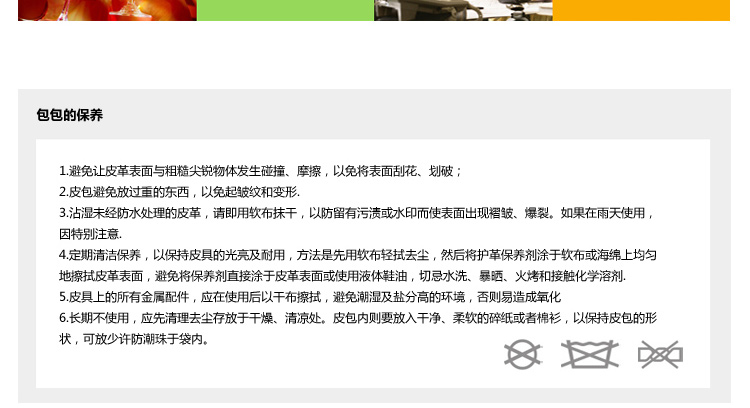 包包的保养
1.避免让皮革表面与粗糙尖锐物体发生碰撞、摩擦，以免将表面刮花、划破；
2.皮包避免放过重的东西，以免起皱纹和变形.
3.沾湿未经防水处理的皮革，请即用软布抹干，以防留有污渍或水印而使表面出现褶皱、爆裂。如果在雨天使用，
因特别注意.
4.定期清洁保养，以保持皮具的光亮及耐用，方法是先用软布轻拭去尘，然后将护革保养剂涂于软布或海绵上均匀
地擦拭皮革表面，避免将保养剂直接涂于皮革表面或使用液体鞋油，切忌水洗、暴晒、火烤和接触化学溶剂.
5.皮具上的所有金属配件，应在使用后以干布擦拭，避免潮湿及盐分高的环境，否则易造成氧化
6.长期不使用，应先清理去尘存放于干燥、清凉处。皮包内则要放入干净、柔软的碎纸或者棉衫，以保持皮包的形
状，可放少许防潮珠于袋内。